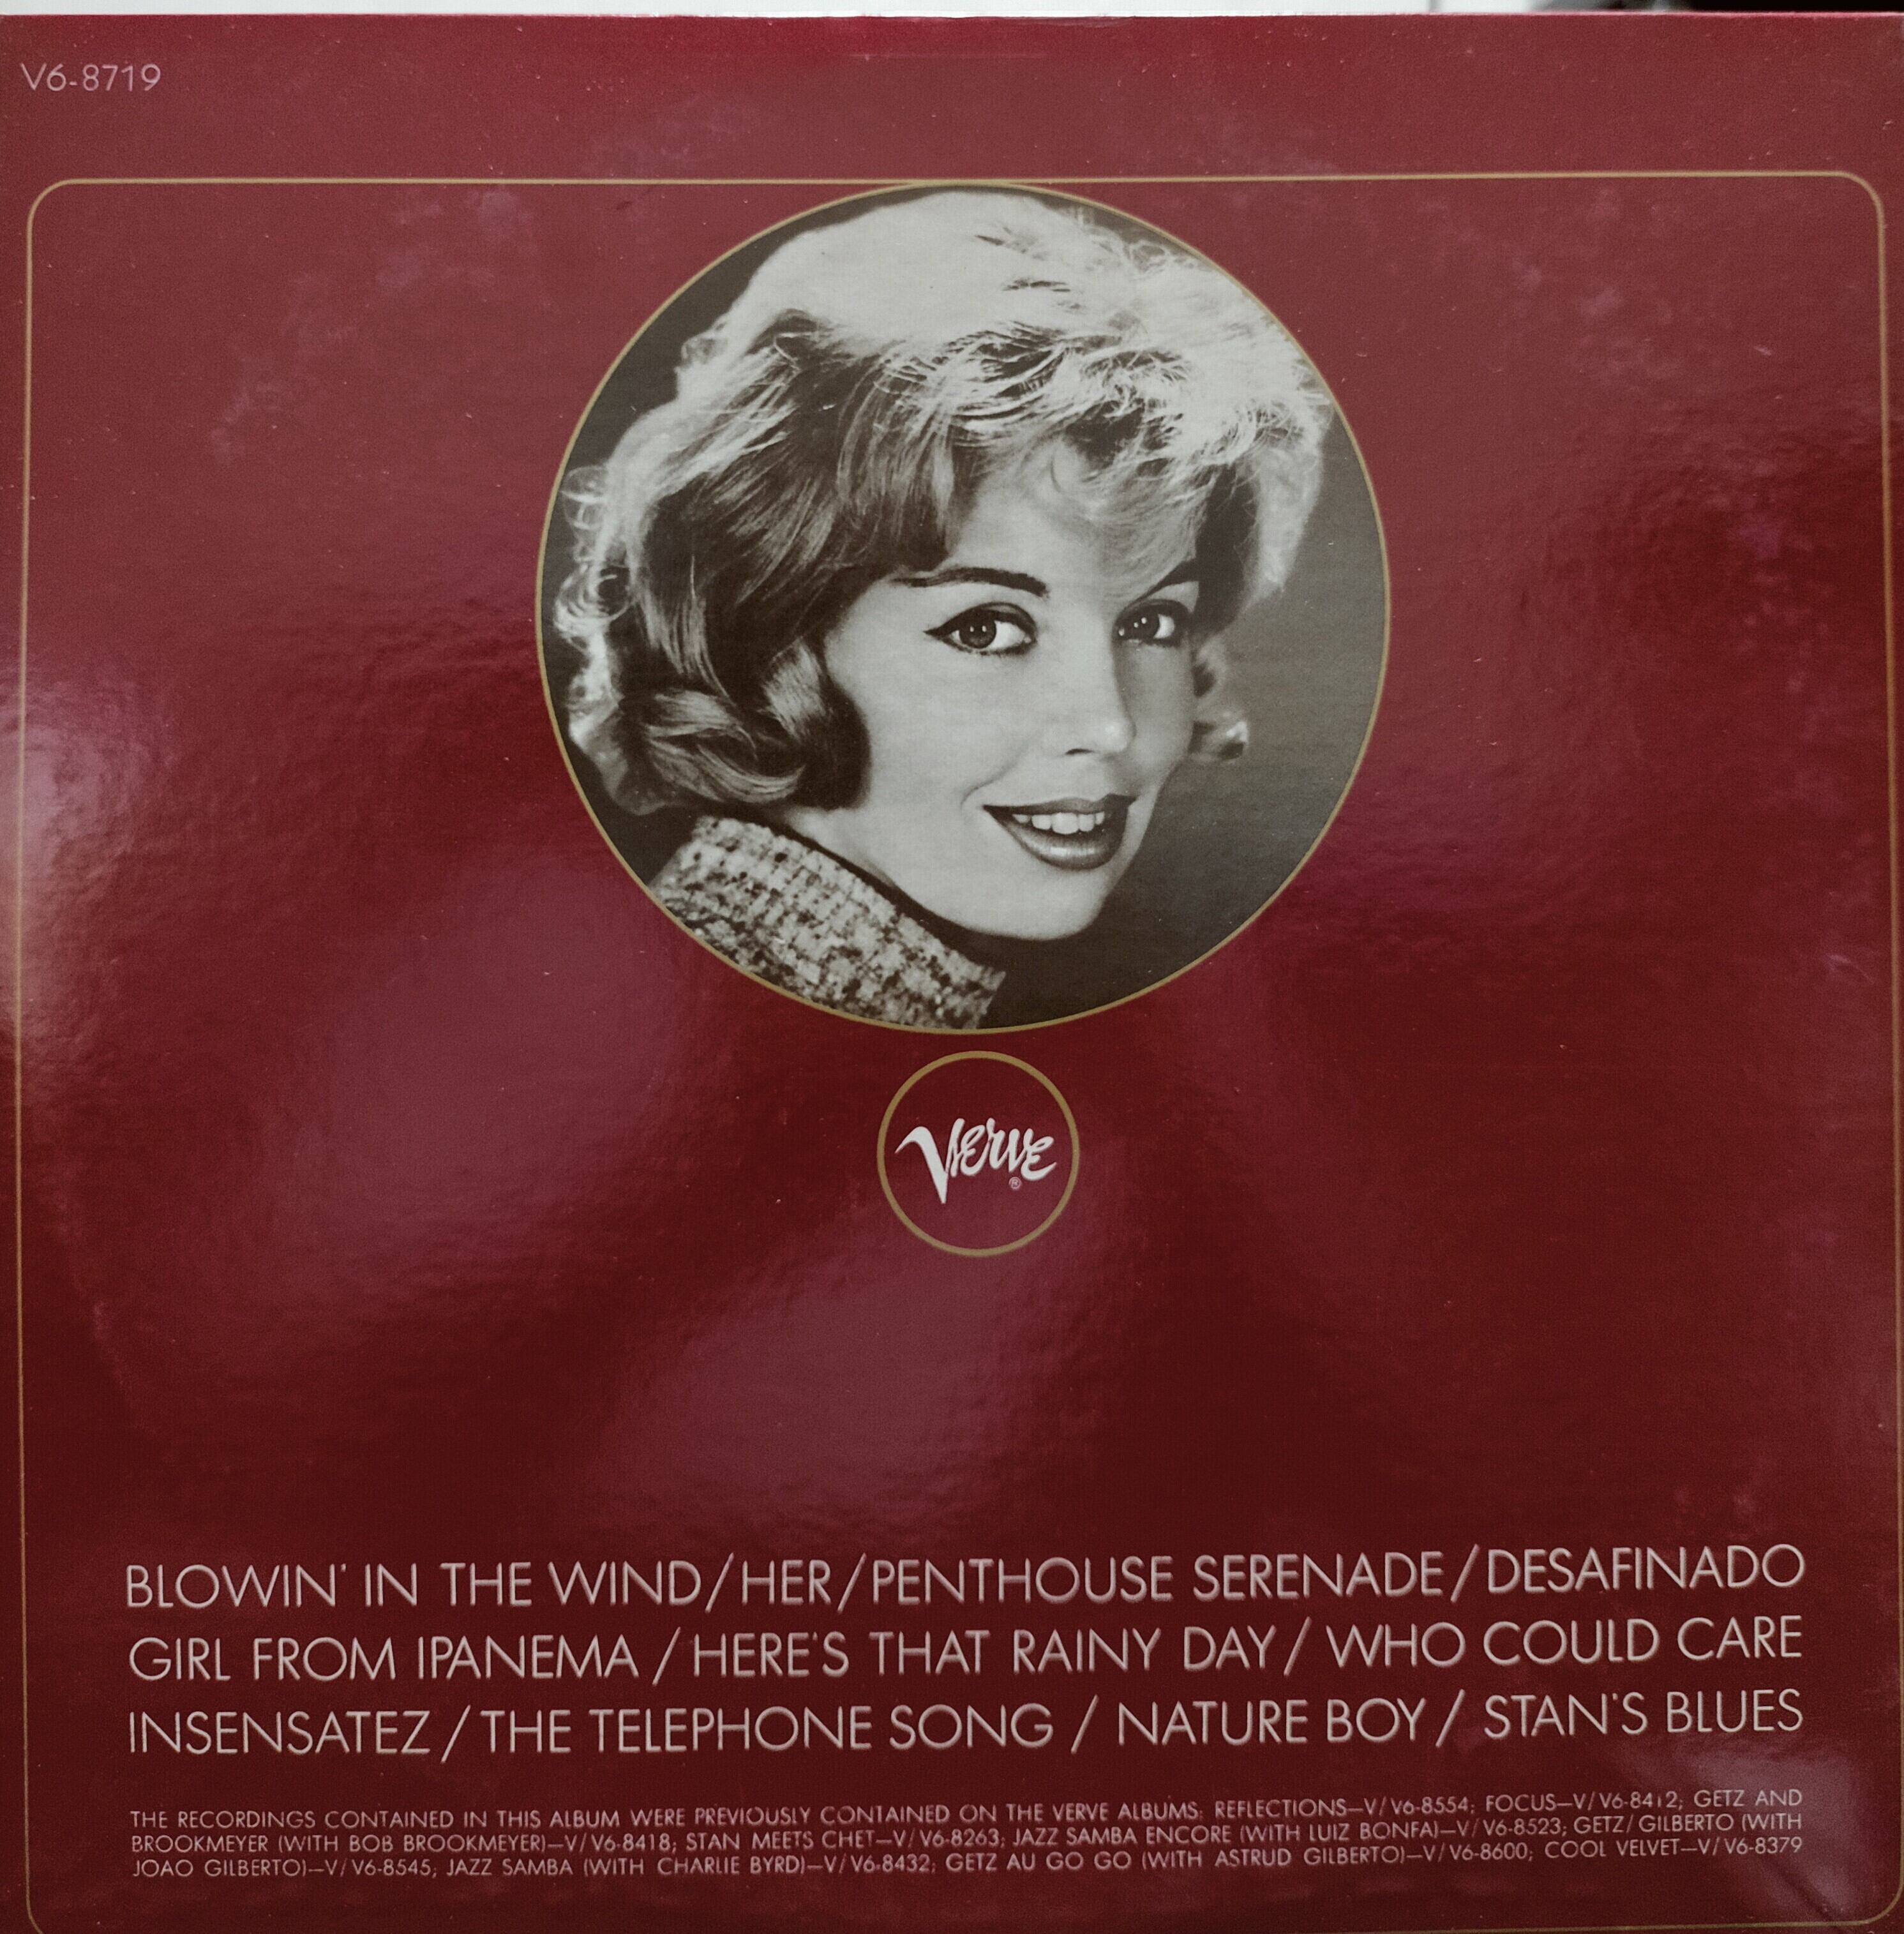 V6-8719
Verve
®
BLOWIN' IN THE WIND/HER/PENTHOUSE SERENADE/DESAFINADO
GIRL FROM IPANEMA / HERE'S THAT RAINY DAY/ WHO COULD CARE
INSENSATEZ / THE TELEPHONE SONG / NATURE BOY / STAN'S BLUES
THE RECORDINGS CONTAINED IN THIS ALBUM WERE PREVIOUSLY CONTAINED ON THE VERVE ALBUMS: REFLECTIONS—V/V6-8554; FOCUS—V/V6-8412; GETZ AND
BROOKMEYER (WITH BOB BROOKMEYER)—V/V6-8418; STAN MEETS CHET—V/V6-8263; JAZZ SAMBA ENCORE (WITH LUIZ BONFA)—V/V6-8523; GETZ/GILBERTO (WITH
JOAO GILBERTO)—V/V6-8545; JAZZ SAMBA (WITH CHARLIE BYRD)—V/V6-8432; GETZ AU GO GO (WITH ASTRUD GILBERTO)—V/V6-8600; COOL VELVET—V/V6-8379